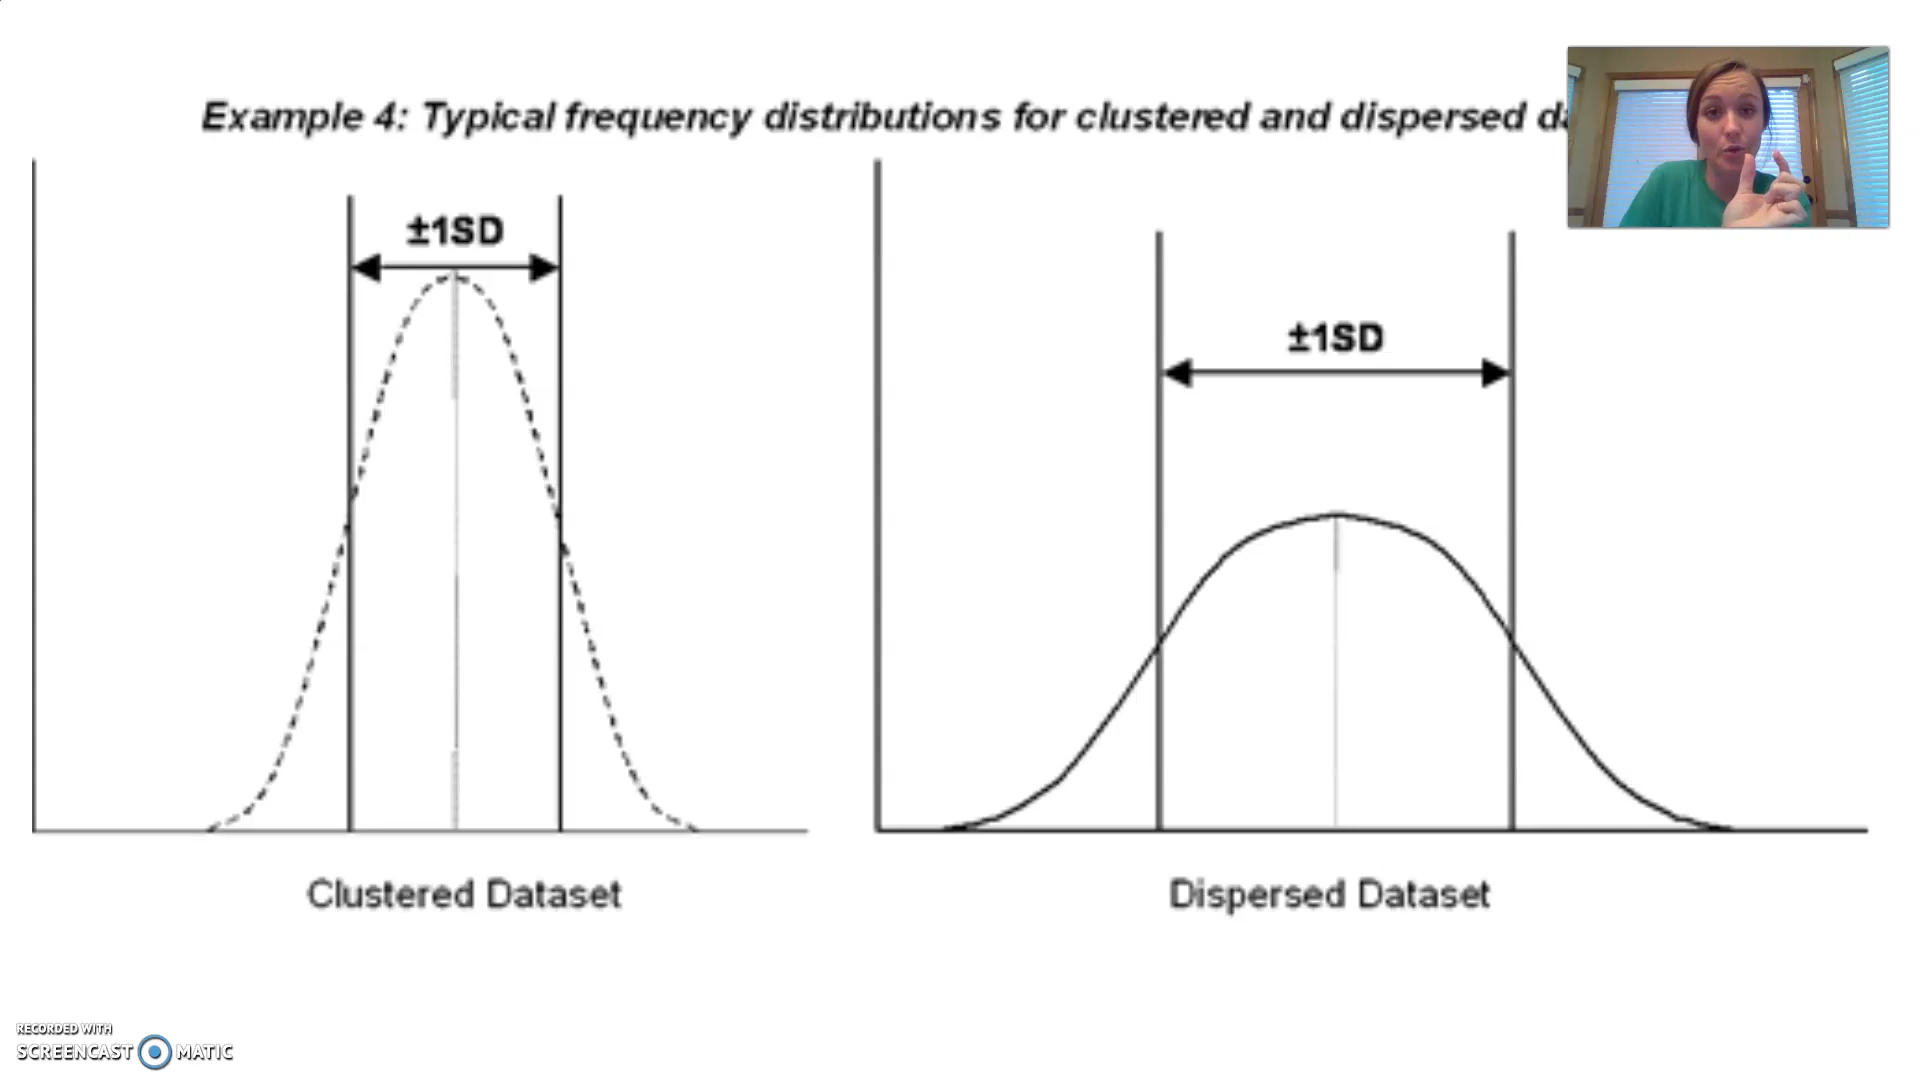 Example 4: Typical frequency distributions for clustered and dispersed
±1SD
±1SD
Clustered Dataset
Dispersed Dataset
RECORDED WITH
SCREENCAST MATIC